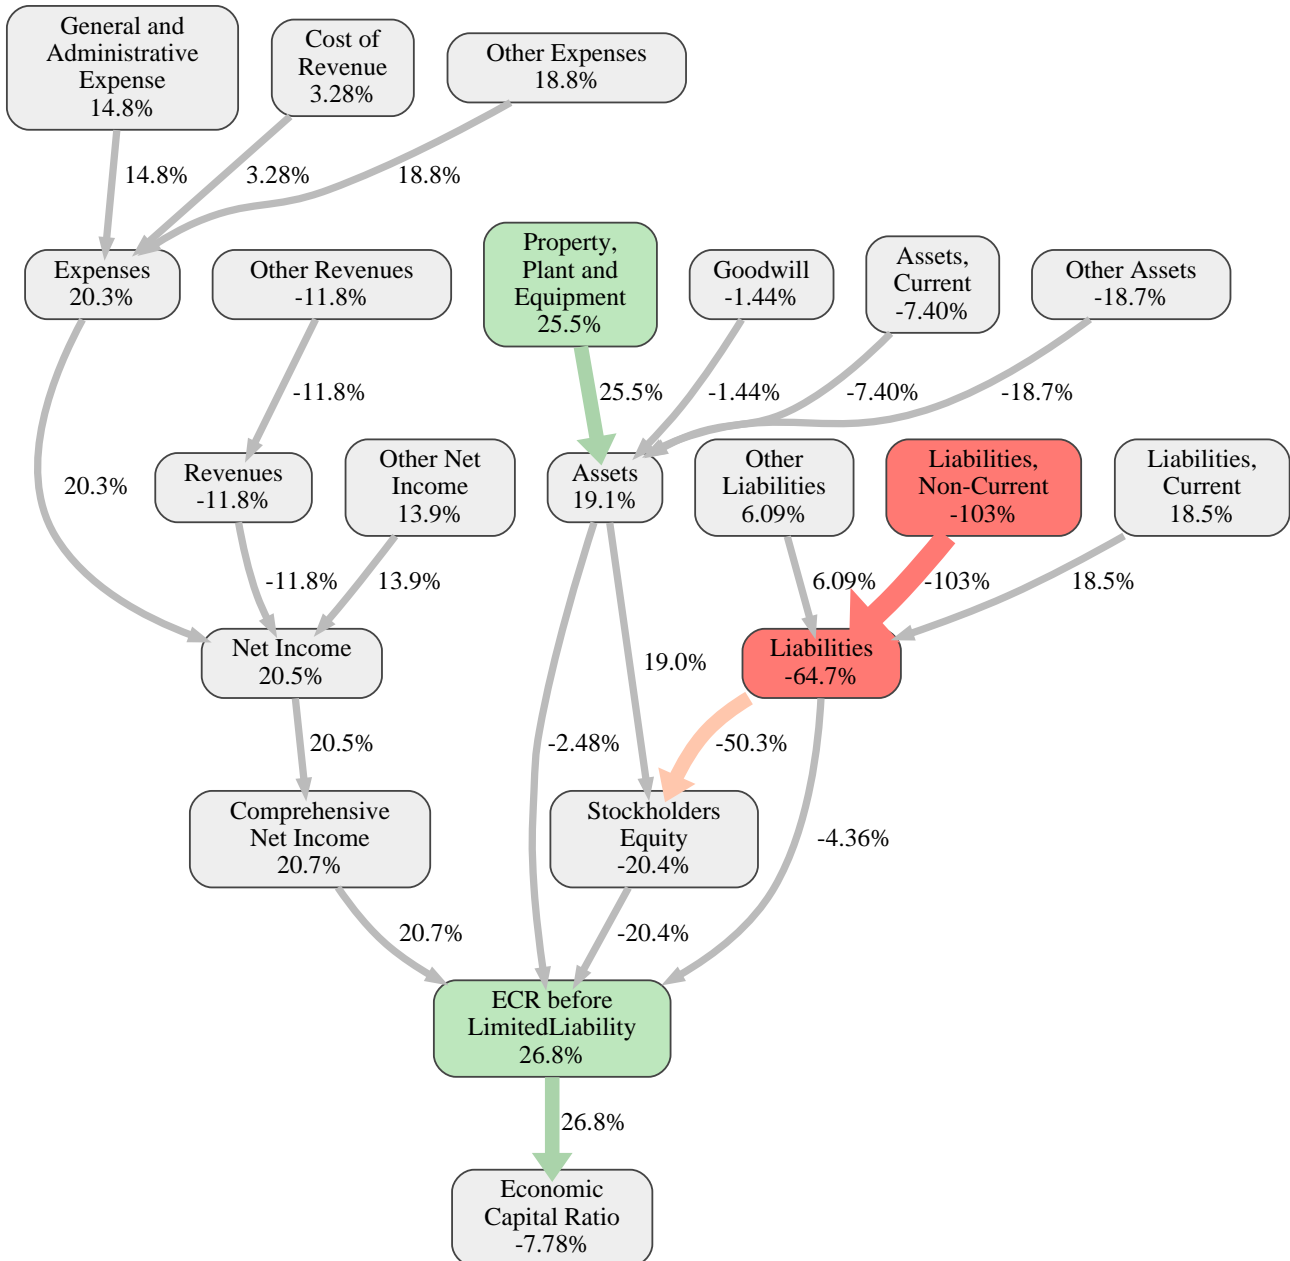 General and
Administrative
Expense
14.8%
Cost of
Revenue
3.28%
Other Expenses
18.8%
14.8%
3.28%
18.8%
Expenses
20.3%
Other Revenues
-11.8%
Property,
Plant and
Equipment
25.5%
Goodwill
-1.44%
Assets,
Current
-7.40%
Other Assets
-18.7%
-11.8%
25.5%
-1.44%
-7.40%
-18.7%
20.3%
Revenues
-11.8%
Other Net
Income
13.9%
Assets
19.1%
Other
Liabilities
6.09%
Liabilities,
Non-Current
-103%
Liabilities,
Current
18.5%
-11.8%
13.9%
6.09%
-103%
18.5%
Net Income
20.5%
19.0%
Liabilities
-64.7%
20.5%
-2.48%
-50.3%
Comprehensive
Net Income
20.7%
Stockholders
Equity
-20.4%
-4.36%
20.7%
-20.4%
ECR before
LimitedLiability
26.8%
26.8%
Economic
Capital Ratio
-7.78%